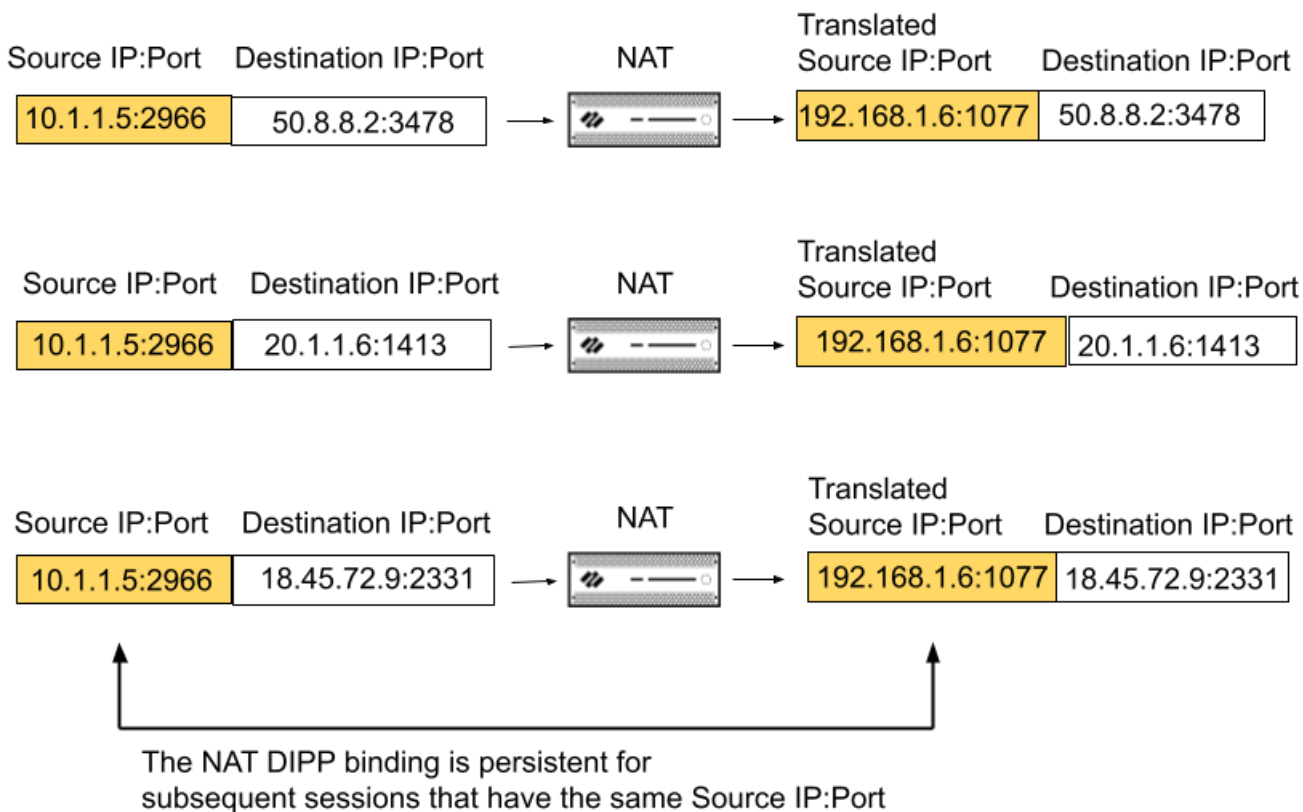 Source IP:Port Destination IP:Port NAT Translated
Source IP:Port Destination IP:Port
10.1.1.5:2966 50.8.8.2:3478 192.168.1.6:1077 50.8.8.2:3478
Source IP:Port Destination IP:Port NAT Translated
Source IP:Port Destination IP:Port
10.1.1.5:2966 20.1.1.6:1413 192.168.1.6:1077 20.1.1.6:1413
Source IP:Port Destination IP:Port NAT Translated
Source IP:Port Destination IP:Port
10.1.1.5:2966 18.45.72.9:2331 192.168.1.6:1077 18.45.72.9:2331
The NAT DIPP binding is persistent for
subsequent sessions that have the same Source IP:Port